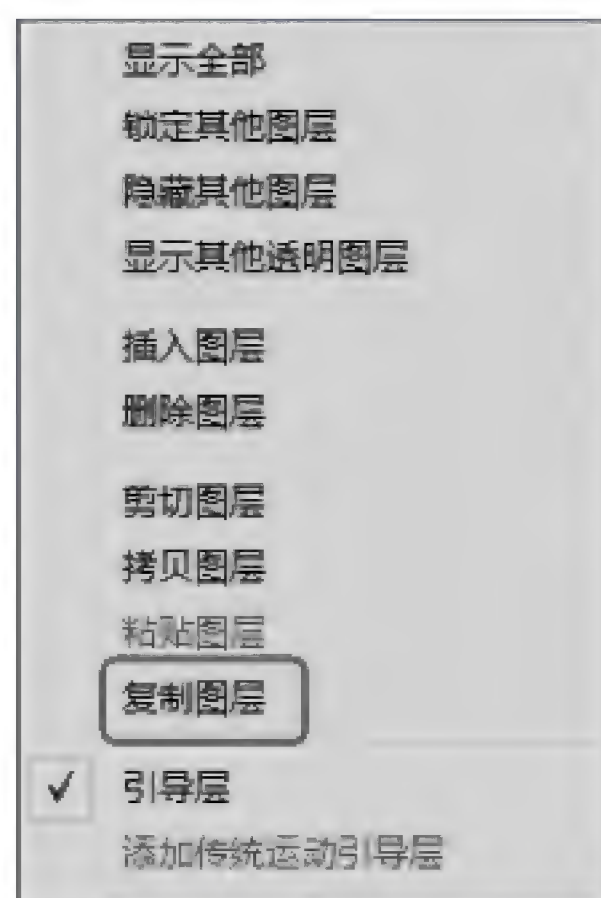 显示全部
锁定其他图层
隐藏其他图层
显示其他透明图层
插入图层
删除图层
剪切图层
拷贝图层
粘贴图层
复制图层
引导层
添加传统运动引导层